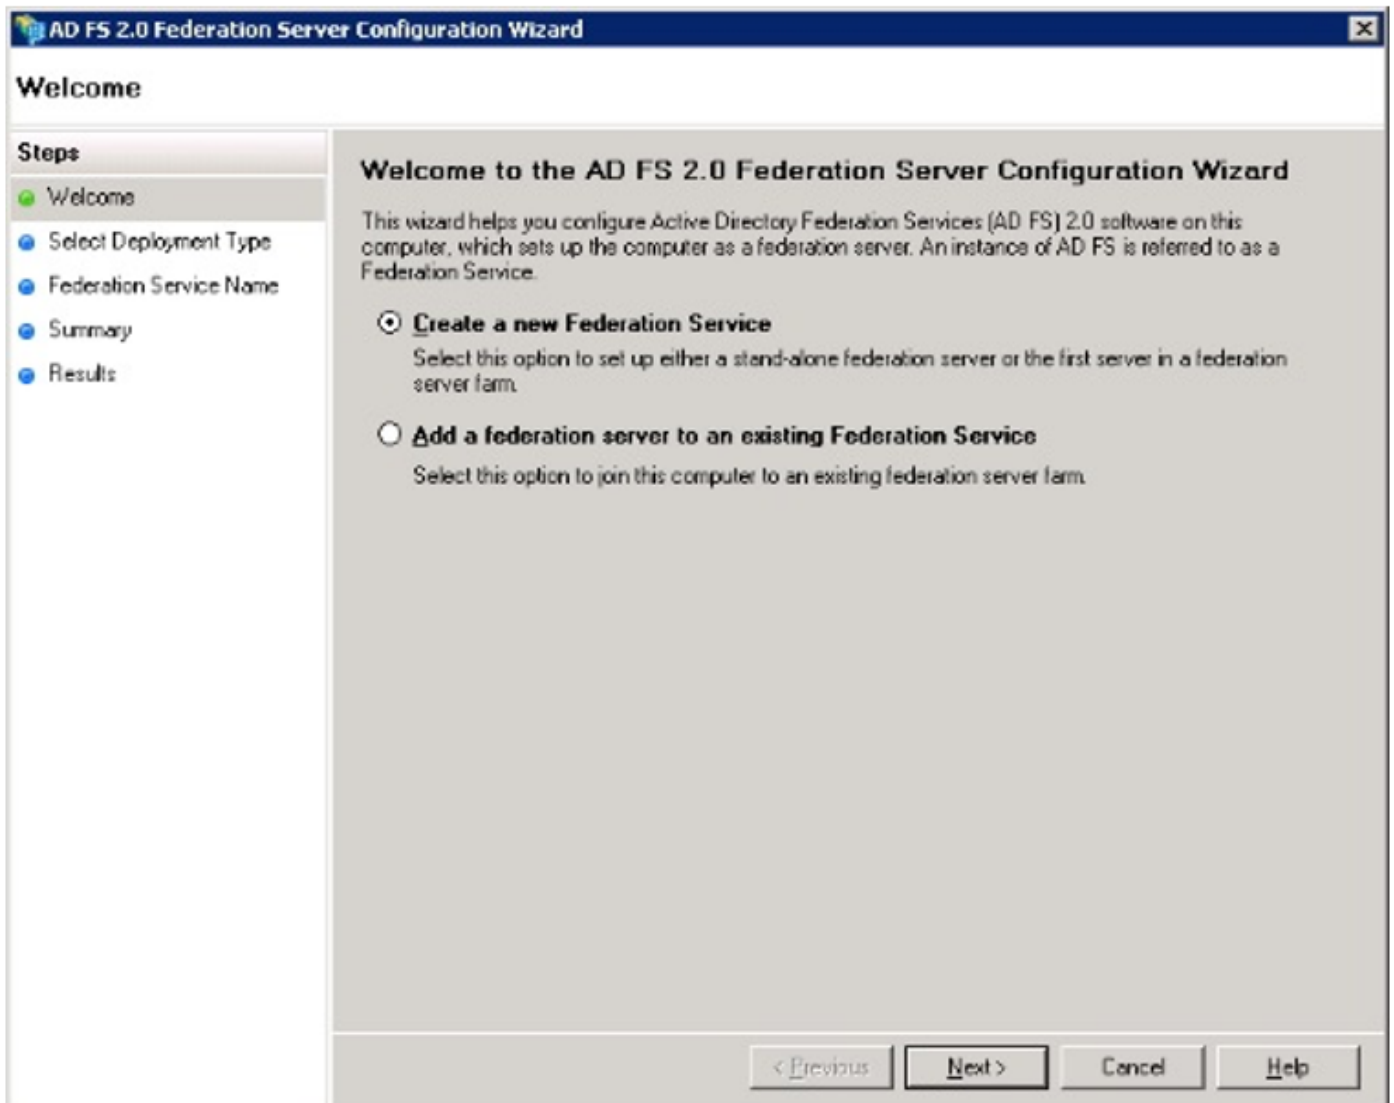 AD FS 2.0 Federation Server Configuration Wizard
Welcome
Steps
Welcome
Select Deployment Type
Federation Service Name
Summary
Results
Welcome to the AD FS 2.0 Federation Server Configuration Wizard
This wizard helps you configure Active Directory Federation Services (AD FS) 2.0 software on this
computer, which sets up the computer as a federation server. An instance of AD FS is referred to as a
Federation Service.
Create a new Federation Service
Select this option to set up either a stand-alone federation server or the first server in a federation
server farm.
Add a federation server to an existing Federation Service
Select this option to join this computer to an existing federation server farm.
< Previous
Next >
Cancel
Help